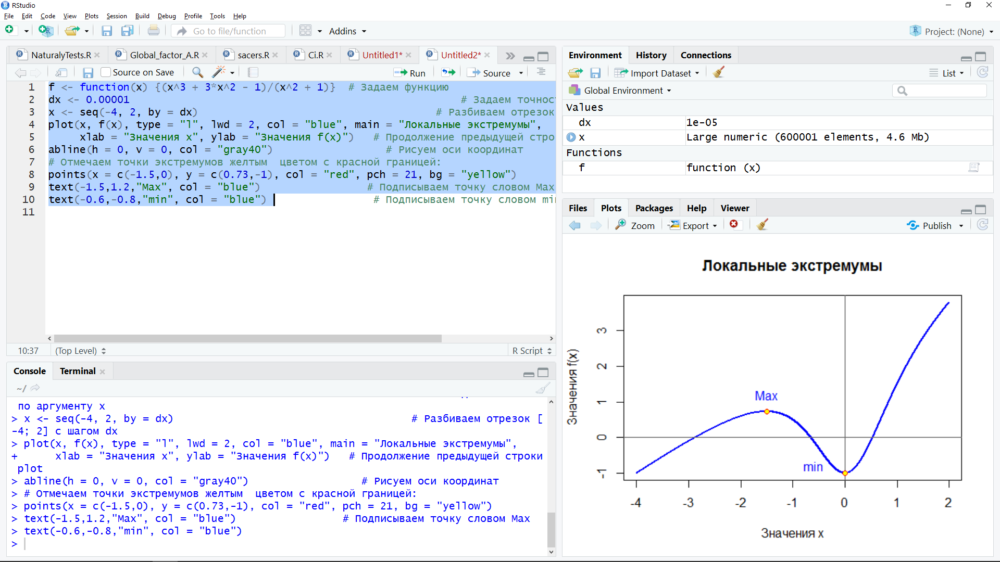 RStudio
File Edit Code View Plots Session Build Debug Profile Tools Help
Go to file/function Addins Project: (None)
NaturalyTests.R Global_factor_A.R sacers.R Ci.R Untitled1* Untitled2*
Source on Save Run Source
1 f <- function(x) {(x^3 + 3*x^2 - 1)/(x^2 + 1)} # Задаем функцию
2 dx <- 0.00001 # Задаем точнос
3 x <- seq(-4, 2, by = dx) # Разбиваем отрезок
4 plot(x, f(x), type = "l", lwd = 2, col = "blue", main = "Локальные экстремумы",
5 xlab = "Значения x", ylab = "Значения f(x)") # Продолжение предыдущей стро
6 abline(h = 0, v = 0, col = "gray40") # Рисуем оси координат
7 # Отмечаем точки экстремумов желтым  цветом с красной границей:
8 points(x = c(-1.5,0), y = c(0.73,-1), col = "red", pch = 21, bg = "yellow")
9 text(-1.5,1.2,"Max", col = "blue") # Подписываем точку словом Max
10 text(-0.6,-0.8,"min", col = "blue") # Подписываем точку словом min
11
10:37 (Top Level) R Script
Console Terminal
~/
по аргументу x
> x <- seq(-4, 2, by = dx) # Разбиваем отрезок [
-4; 2] с шагом dx
> plot(x, f(x), type = "l", lwd = 2, col = "blue", main = "Локальные экстремумы",
+ xlab = "Значения x", ylab = "Значения f(x)") # Продолжение предыдущей строки
plot
> abline(h = 0, v = 0, col = "gray40") # Рисуем оси координат
> # Отмечаем точки экстремумов желтым  цветом с красной границей:
> points(x = c(-1.5,0), y = c(0.73,-1), col = "red", pch = 21, bg = "yellow")
> text(-1.5,1.2,"Max", col = "blue") # Подписываем точку словом Max
> text(-0.6,-0.8,"min", col = "blue")
>
Environment History Connections
Import Dataset List
Global Environment
Values
dx 1e-05
x Large numeric (600001 elements, 4.6 Mb)
Functions
f function (x)
Files Plots Packages Help Viewer
Zoom Export Publish
Локальные экстремумы
Значения f(x)
3
2
1
0
-1
Max
min
-4 -3 -2 -1 0 1 2
Значения x